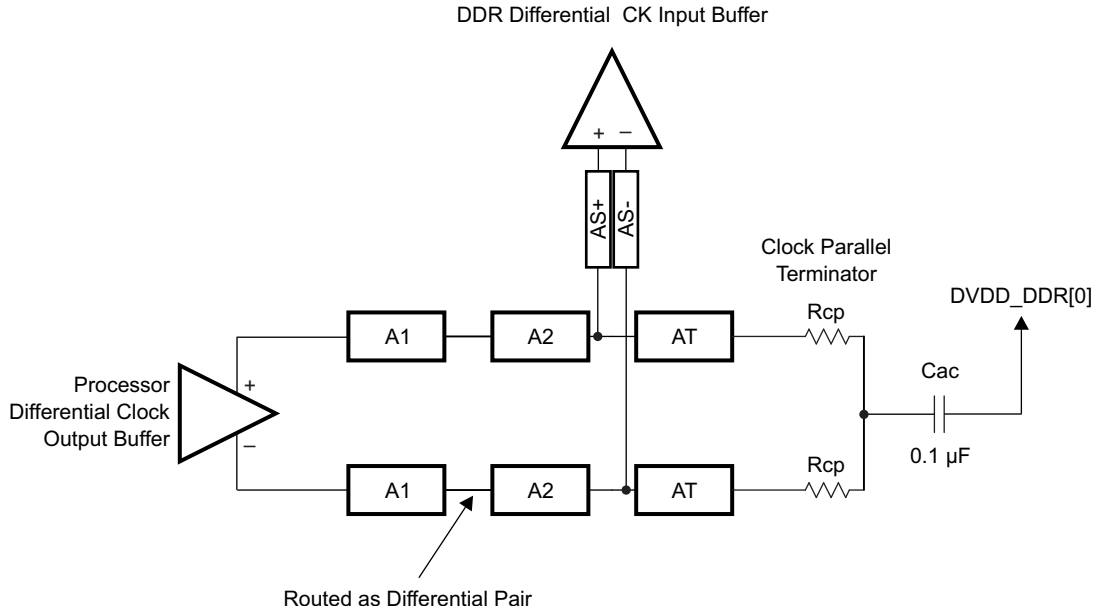 DDR Differential CK Input Buffer
+ −
AS+ AS-
Clock Parallel
Terminator
DVDD_DDR[0]
Rcp
A1 A2 AT
Cac
+
Processor
Differential Clock
Output Buffer
−
0.1 µF
Rcp
A1 A2 AT
Routed as Differential Pair